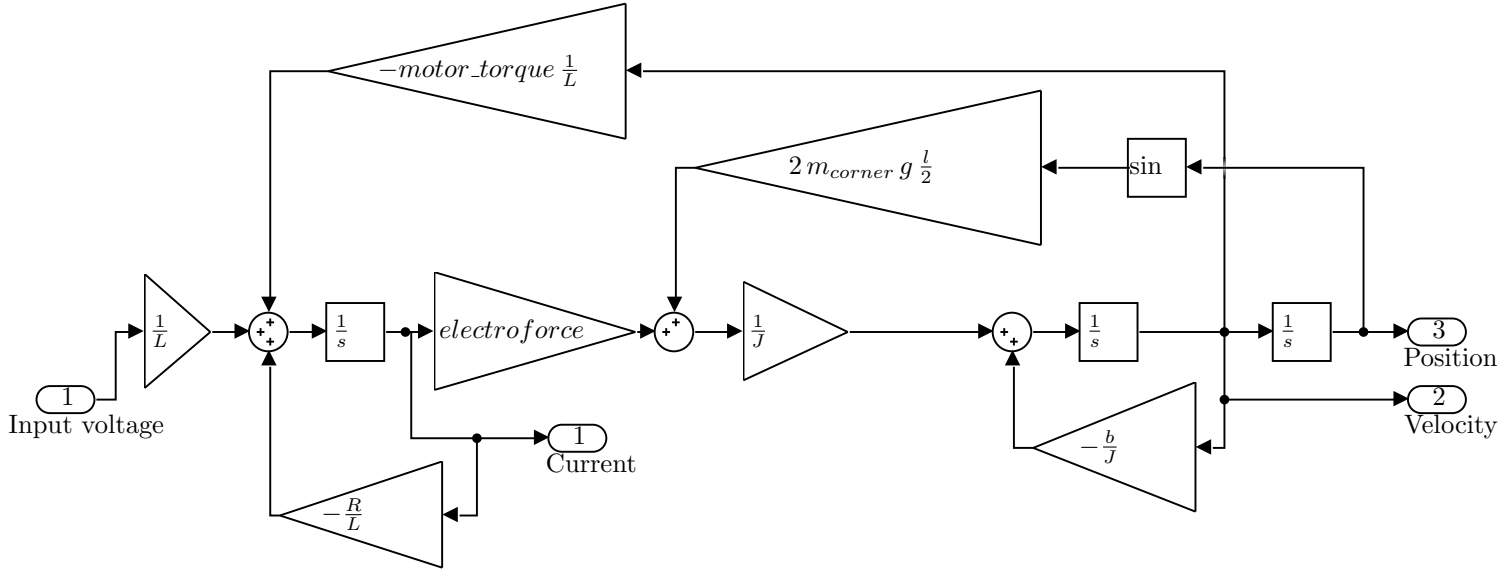 −motor_torque 1/L
2 m_corner g l/2
sin
1/L
+ + +
1/s
electroforce
+ +
1/J
+ +
1/s
1/s
3
Position
1
Input voltage
2
Velocity
1
Current
−b/J
−R/L